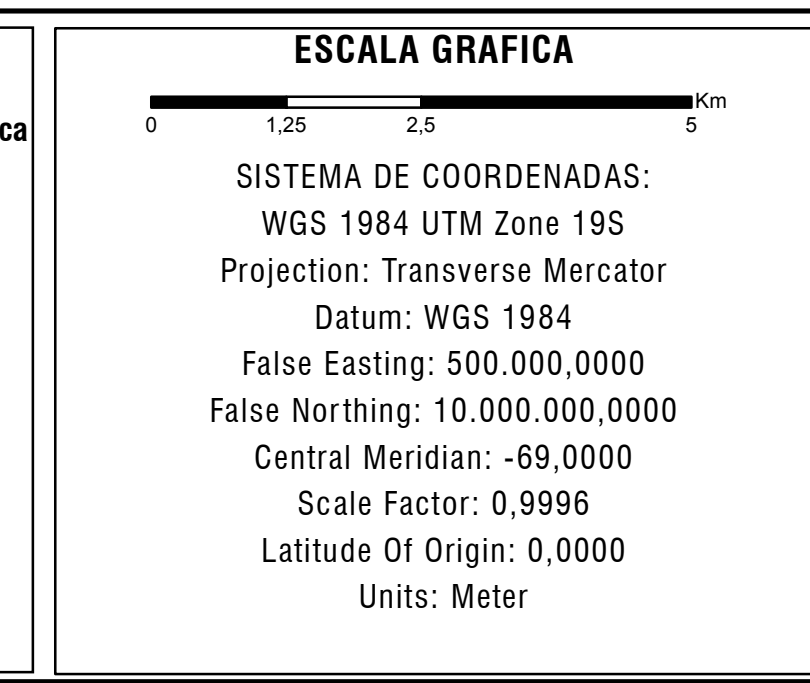 ESCALA GRAFICA
Km
0 1,25 2,5 5
ca
SISTEMA DE COORDENADAS:
WGS 1984 UTM Zone 19S
Projection: Transverse Mercator
Datum: WGS 1984
False Easting: 500.000,0000
False Northing: 10.000.000,0000
Central Meridian: -69,0000
Scale Factor: 0,9996
Latitude Of Origin: 0,0000
Units: Meter